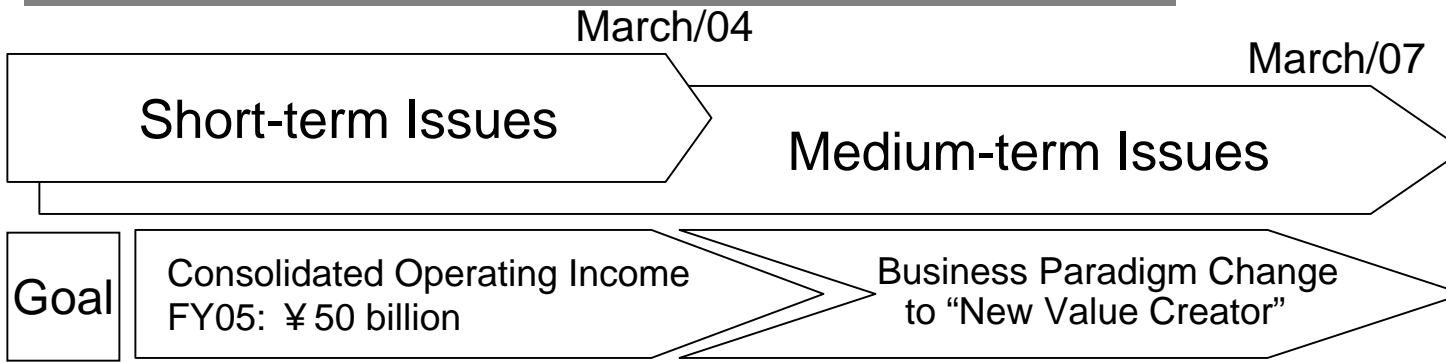 March/04
March/07
Short-term Issues
Medium-term Issues
Goal
Consolidated Operating Income
FY05: ¥ 50 billion
Business Paradigm Change
to “New Value Creator”